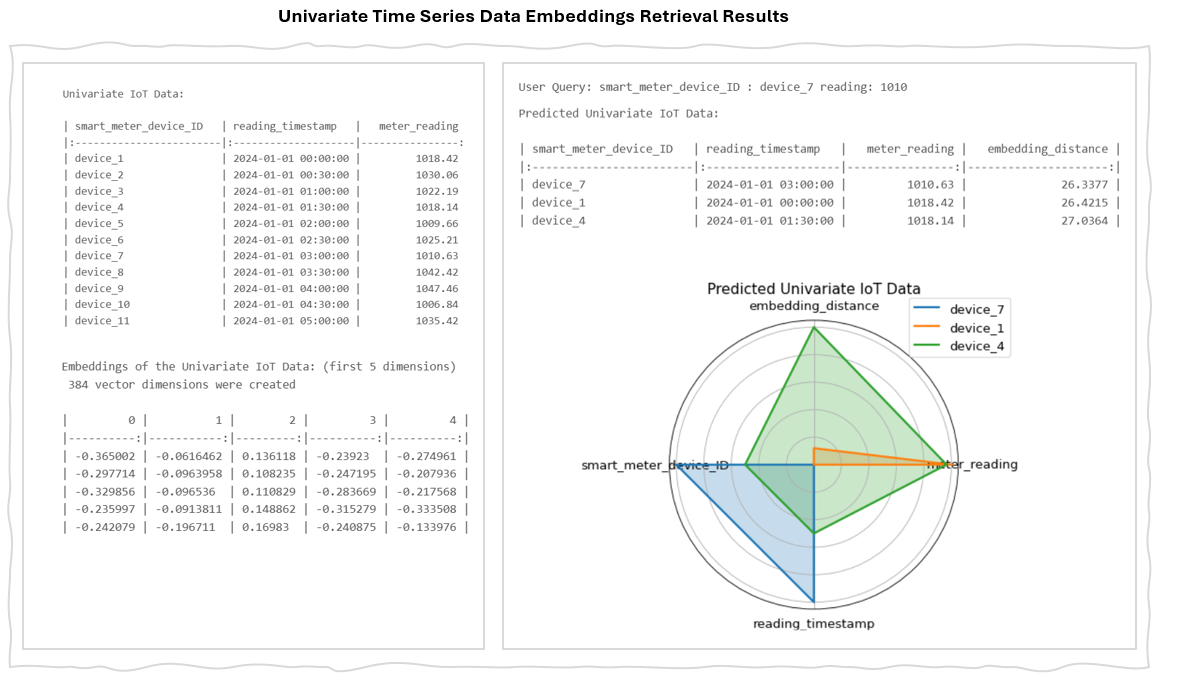 Univariate Time Series Data Embeddings Retrieval Results
Univariate IoT Data:
| smart_meter_device_ID | reading_timestamp | meter_reading
|:----------------------|:-------------------|---------------:
| device_1 | 2024-01-01 00:00:00 | 1018.42
| device_2 | 2024-01-01 00:30:00 | 1030.06
| device_3 | 2024-01-01 01:00:00 | 1022.19
| device_4 | 2024-01-01 01:30:00 | 1018.14
| device_5 | 2024-01-01 02:00:00 | 1009.66
| device_6 | 2024-01-01 02:30:00 | 1025.21
| device_7 | 2024-01-01 03:00:00 | 1010.63
| device_8 | 2024-01-01 03:30:00 | 1042.42
| device_9 | 2024-01-01 04:00:00 | 1047.46
| device_10 | 2024-01-01 04:30:00 | 1006.84
| device_11 | 2024-01-01 05:00:00 | 1035.42
Embeddings of the Univariate IoT Data: (first 5 dimensions)
384 vector dimensions were created
| 0 | 1 | 2 | 3 | 4 |
|----------:|-----------:|---------:|----------:|----------:|
| -0.365002 | -0.0616462 | 0.136118 | -0.23923 | -0.274961 |
| -0.297714 | -0.0963958 | 0.108235 | -0.247195 | -0.207936 |
| -0.329856 | -0.096536 | 0.110829 | -0.283669 | -0.217568 |
| -0.235997 | -0.0913811 | 0.148862 | -0.315279 | -0.333508 |
| -0.242079 | -0.196711 | 0.16983 | -0.240875 | -0.133976 |
User Query: smart_meter_device_ID : device_7 reading: 1010
Predicted Univariate IoT Data:
| smart_meter_device_ID | reading_timestamp | meter_reading | embedding_distance |
|:-----------------------|:-------------------|----------------:|---------------------:|
| device_7 | 2024-01-01 03:00:00 | 1010.63 | 26.3377 |
| device_1 | 2024-01-01 00:00:00 | 1018.42 | 26.4215 |
| device_4 | 2024-01-01 01:30:00 | 1018.14 | 27.0364 |
Predicted Univariate IoT Data
embedding_distance
device_7
device_1
device_4
smart_meter_device_ID
meter_reading
reading_timestamp